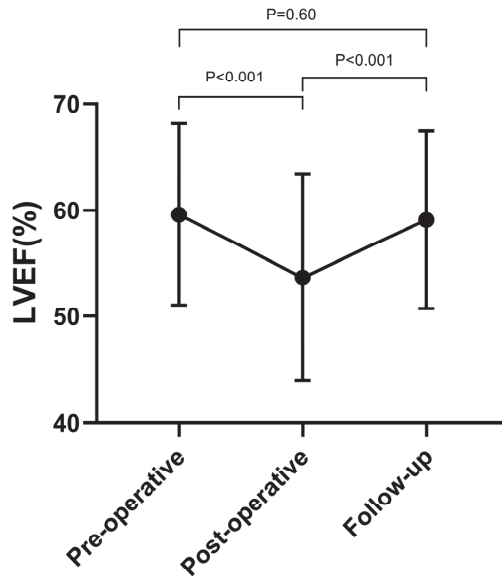 P=0.60
P<0.001
P<0.001
70
60
50
40
LVEF(%)
Pre-operative
Post-operative
Follow-up